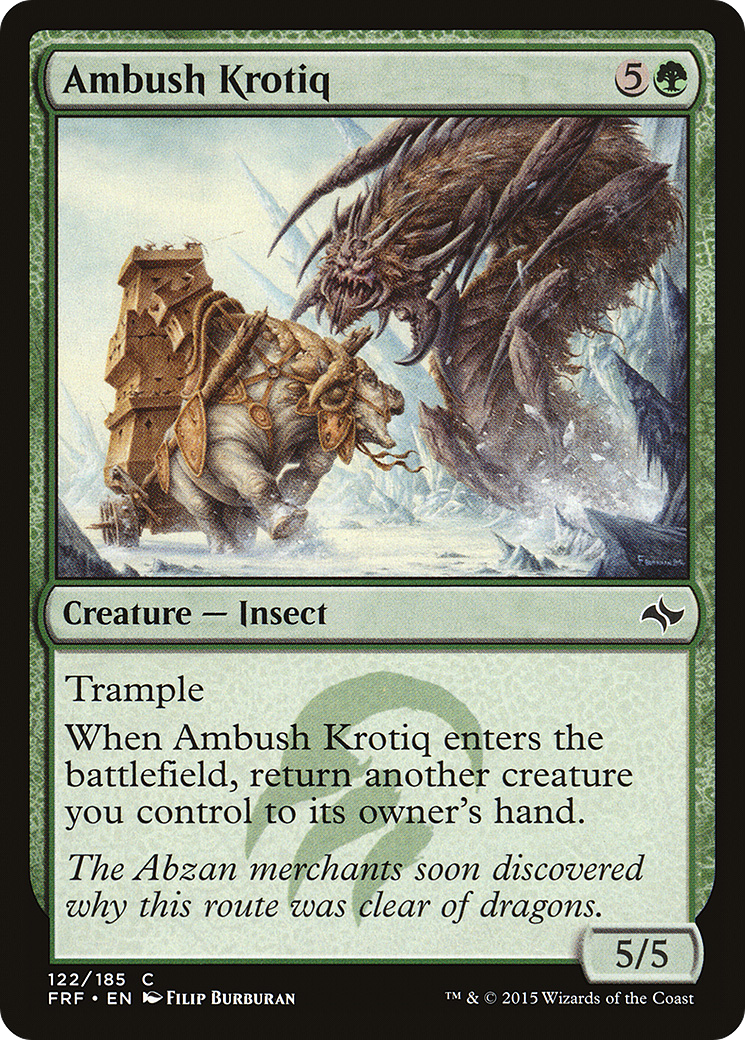 Ambush Krotiq 5
Creature — Insect
Trample
When Ambush Krotiq enters the
battlefield, return another creature
you control to its owner's hand.
The Abzan merchants soon discovered
why this route was clear of dragons.
5/5
122/185 C
FRF • EN Filip Burburan
™ & © 2015 Wizards of the Coast